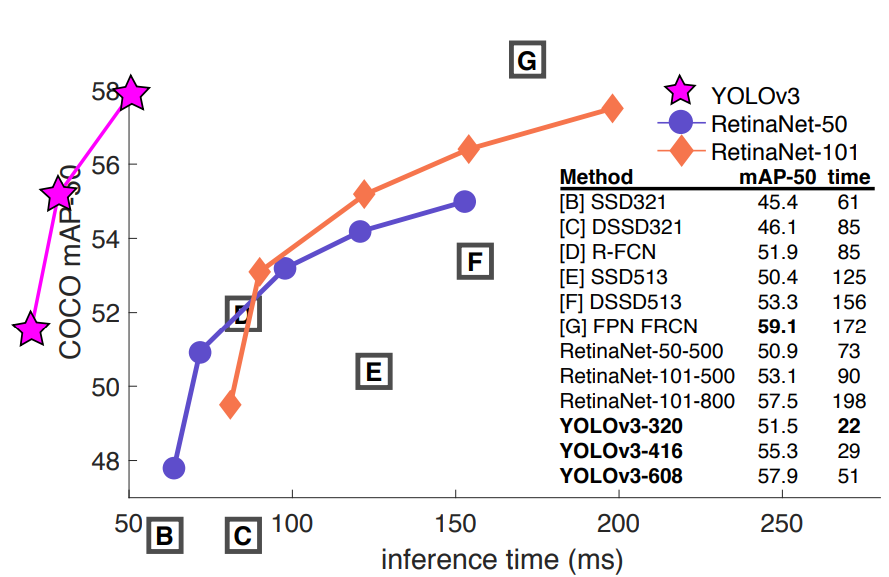 G
58
YOLOv3
RetinaNet-50
RetinaNet-101
56
Method mAP-50 time
[B] SSD321 45.4 61
[C] DSSD321 46.1 85
[D] R-FCN 51.9 85
[E] SSD513 50.4 125
[F] DSSD513 53.3 156
[G] FPN FRCN 59.1 172
RetinaNet-50-500 50.9 73
RetinaNet-101-500 53.1 90
RetinaNet-101-800 57.5 198
YOLOv3-320 51.5 22
YOLOv3-416 55.3 29
YOLOv3-608 57.9 51
COCO mAP-50
54
F
52
D
E
50
48
50 100 150 200 250
B C
inference time (ms)